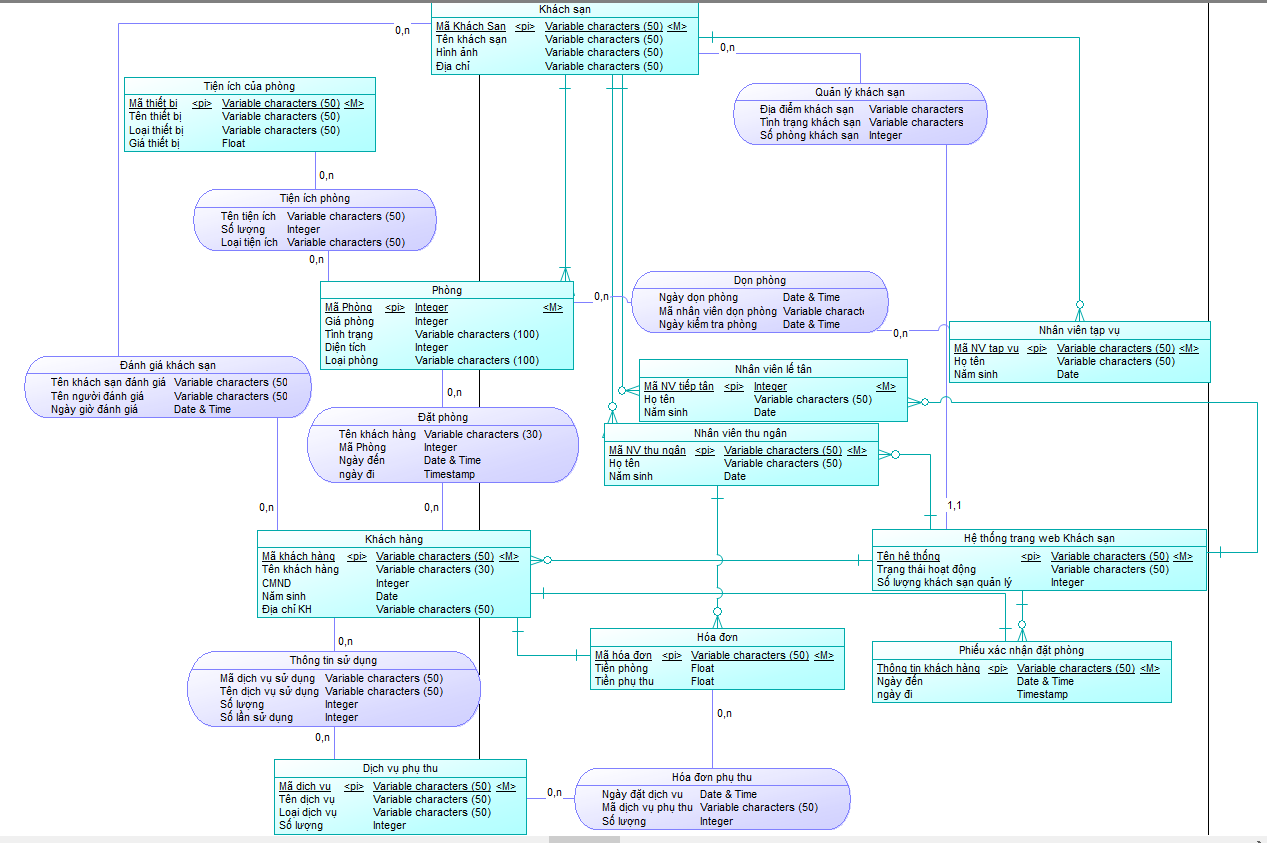 Khách sạn
Mã Khách San <pi> Variable characters (50) <M>
Tên khách sạn Variable characters (50)
Hình ảnh Variable characters (50)
Địa chỉ Variable characters (50)
0,n
0,n
Tiện ích của phòng
Mã thiết bị <pi> Variable characters (50) <M>
Tên thiết bị Variable characters (50)
Loại thiết bị Variable characters (50)
Giá thiết bị Float
0,n
Quản lý khách sạn
Địa điểm khách sạn Variable characters
Tình trạng khách sạn Variable characters
Số phòng khách sạn Integer
Tiện ích phòng
Tên tiện ích Variable characters (50)
Số lượng Integer
Loại tiện ích Variable characters (50)
0,n
Phòng
Mã Phòng <pi> Integer <M>
Giá phòng Integer
Tình trạng Variable characters (100)
Diện tích Integer
Loại phòng Variable characters (100)
0,n
Dọn phòng
Ngày dọn phòng Date & Time
Mã nhân viên dọn phòng Variable characte
Ngày kiểm tra phòng Date & Time
0,n
Nhân viên tạp vụ
Mã NV tạp vụ <pi> Variable characters (50) <M>
Họ tên Variable characters (50)
Năm sinh Date
Đánh giá khách sạn
Tên khách sạn đánh giá Variable characters (50
Tên người đánh giá Variable characters (50
Ngày giờ đánh giá Date & Time
Nhân viên lể tân
Mã NV tiếp tân <pi> Integer <M>
Họ tên Variable characters (50)
Năm sinh Date
0,n
Đặt phòng
Tên khách hàng Variable characters (30)
Mã Phòng Integer
Ngày đến Date & Time
ngày đi Timestamp
Nhân viên thu ngân
Mã NV thu ngân <pi> Variable characters (50) <M>
Họ tên Variable characters (50)
Năm sinh Date
0,n
0,n
1,1
Khách hàng
Mã khách hàng <pi> Variable characters (50) <M>
Tên khách hàng Variable characters (30)
CMND Integer
Năm sinh Date
Địa chỉ KH Variable characters (50)
Hệ thống trang web Khách sạn
Tên hệ thống <pi> Variable characters (50) <M>
Trạng thái hoạt động Variable characters (50)
Số lượng khách sạn quản lý Integer
0,n
Hóa đơn
Mã hóa đơn <pi> Variable characters (50) <M>
Tiền phòng Float
Tiền phụ thu Float
Phiếu xác nhận đặt phòng
Thông tin khách hàng <pi> Variable characters (50) <M>
Ngày đến Date & Time
ngày đi Timestamp
Thông tin sử dụng
Mã dịch vụ sử dụng Variable characters (50)
Tên dịch vụ sử dụng Variable characters (50)
Số lượng Integer
Số lần sử dụng Integer
0,n
0,n
Dịch vụ phụ thu
Mã dịch vụ <pi> Variable characters (50) <M>
Tên dịch vụ Variable characters (50)
Loại dịch vụ Variable characters (50)
Số lượng Integer
0,n
Hóa đơn phụ thu
Ngày đặt dịch vụ Date & Time
Mã dịch vụ phụ thu Variable characters (50)
Số lượng Integer